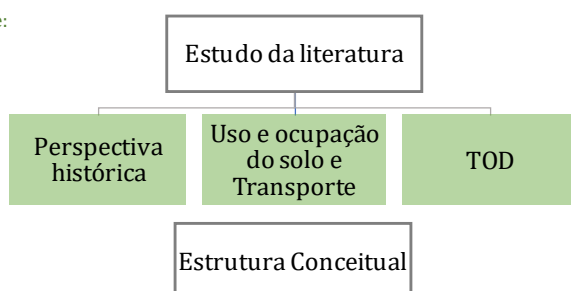 e:
Estudo da literatura
Perspectiva
histórica
Uso e ocupação
do solo e
Transporte
TOD
Estrutura Conceitual